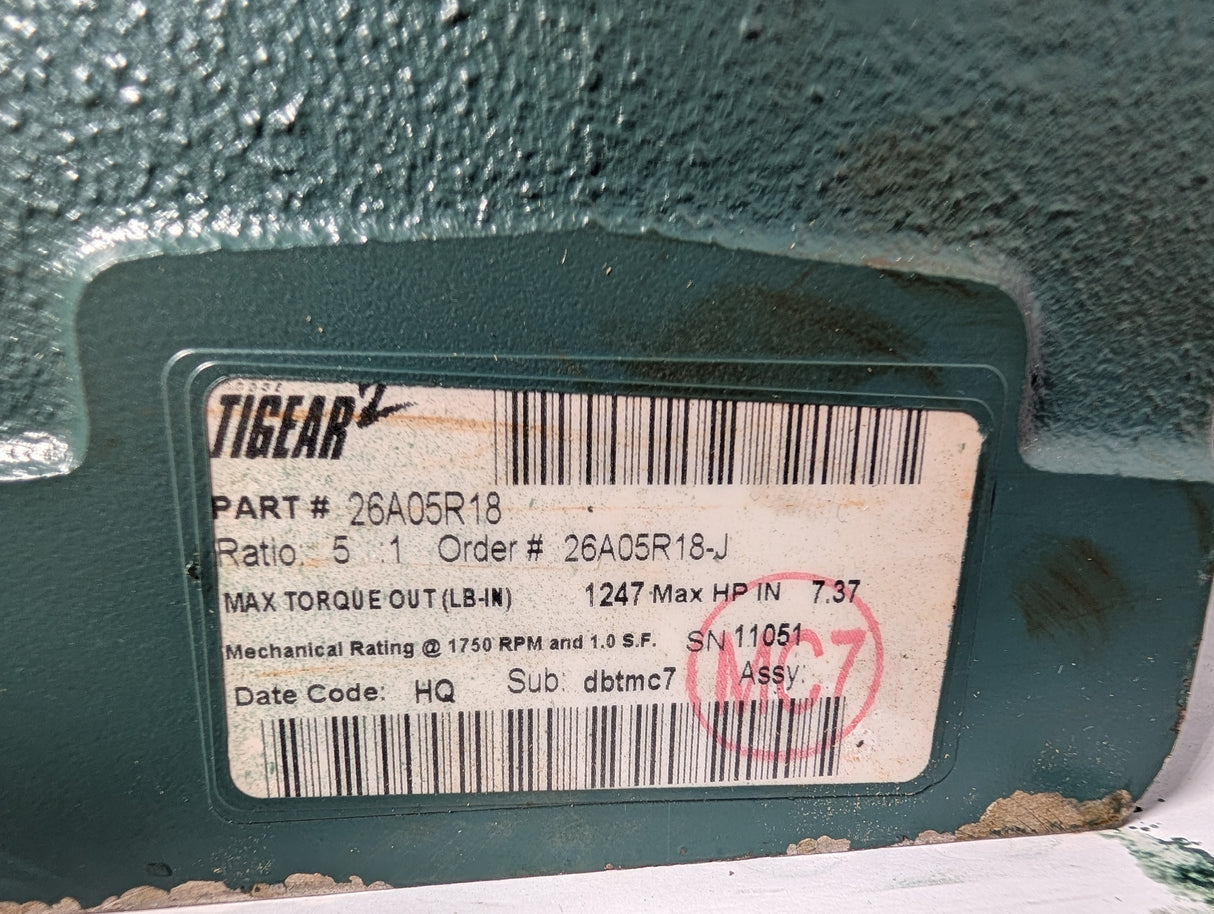 TIGEAR 2
PART # 26A05R18
Ratio: 5 :1 Order # 26A05R18-J
MAX TORQUE OUT (LB-IN) 1247 Max HP IN 7.37
Mechanical Rating @ 1750 RPM and 1.0 S.F. SN 11051
Date Code: HQ Sub: dbtmc7 Assy:
MC7